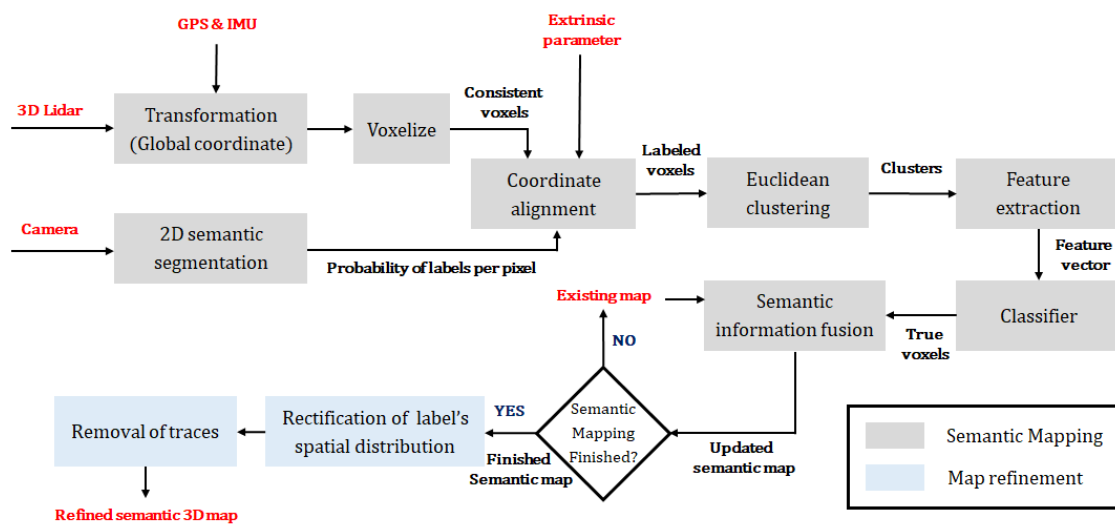 GPS & IMU
Extrinsic
parameter
3D Lidar
Transformation
(Global coordinate)
Voxelize
Consistent
voxels
Coordinate
alignment
Labeled
voxels
Euclidean
clustering
Clusters
Feature
extraction
Camera
2D semantic
segmentation
Probability of labels per pixel
Feature
vector
Existing map
Semantic
information fusion
True
voxels
Classifier
NO
Removal of traces
Rectification of label's
spatial distribution
YES
Finished
Semantic map
Semantic
Mapping
Finished?
Updated
semantic map
Semantic Mapping
Map refinement
Refined semantic 3D map